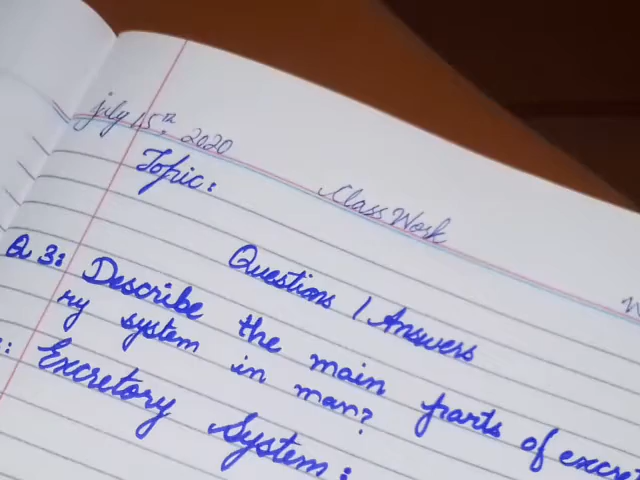 july 15th, 2020
Class Work
Topic:
Questions / Answers
Q.3: Describe the main parts of excret
ry system in man?
: Excretory System: